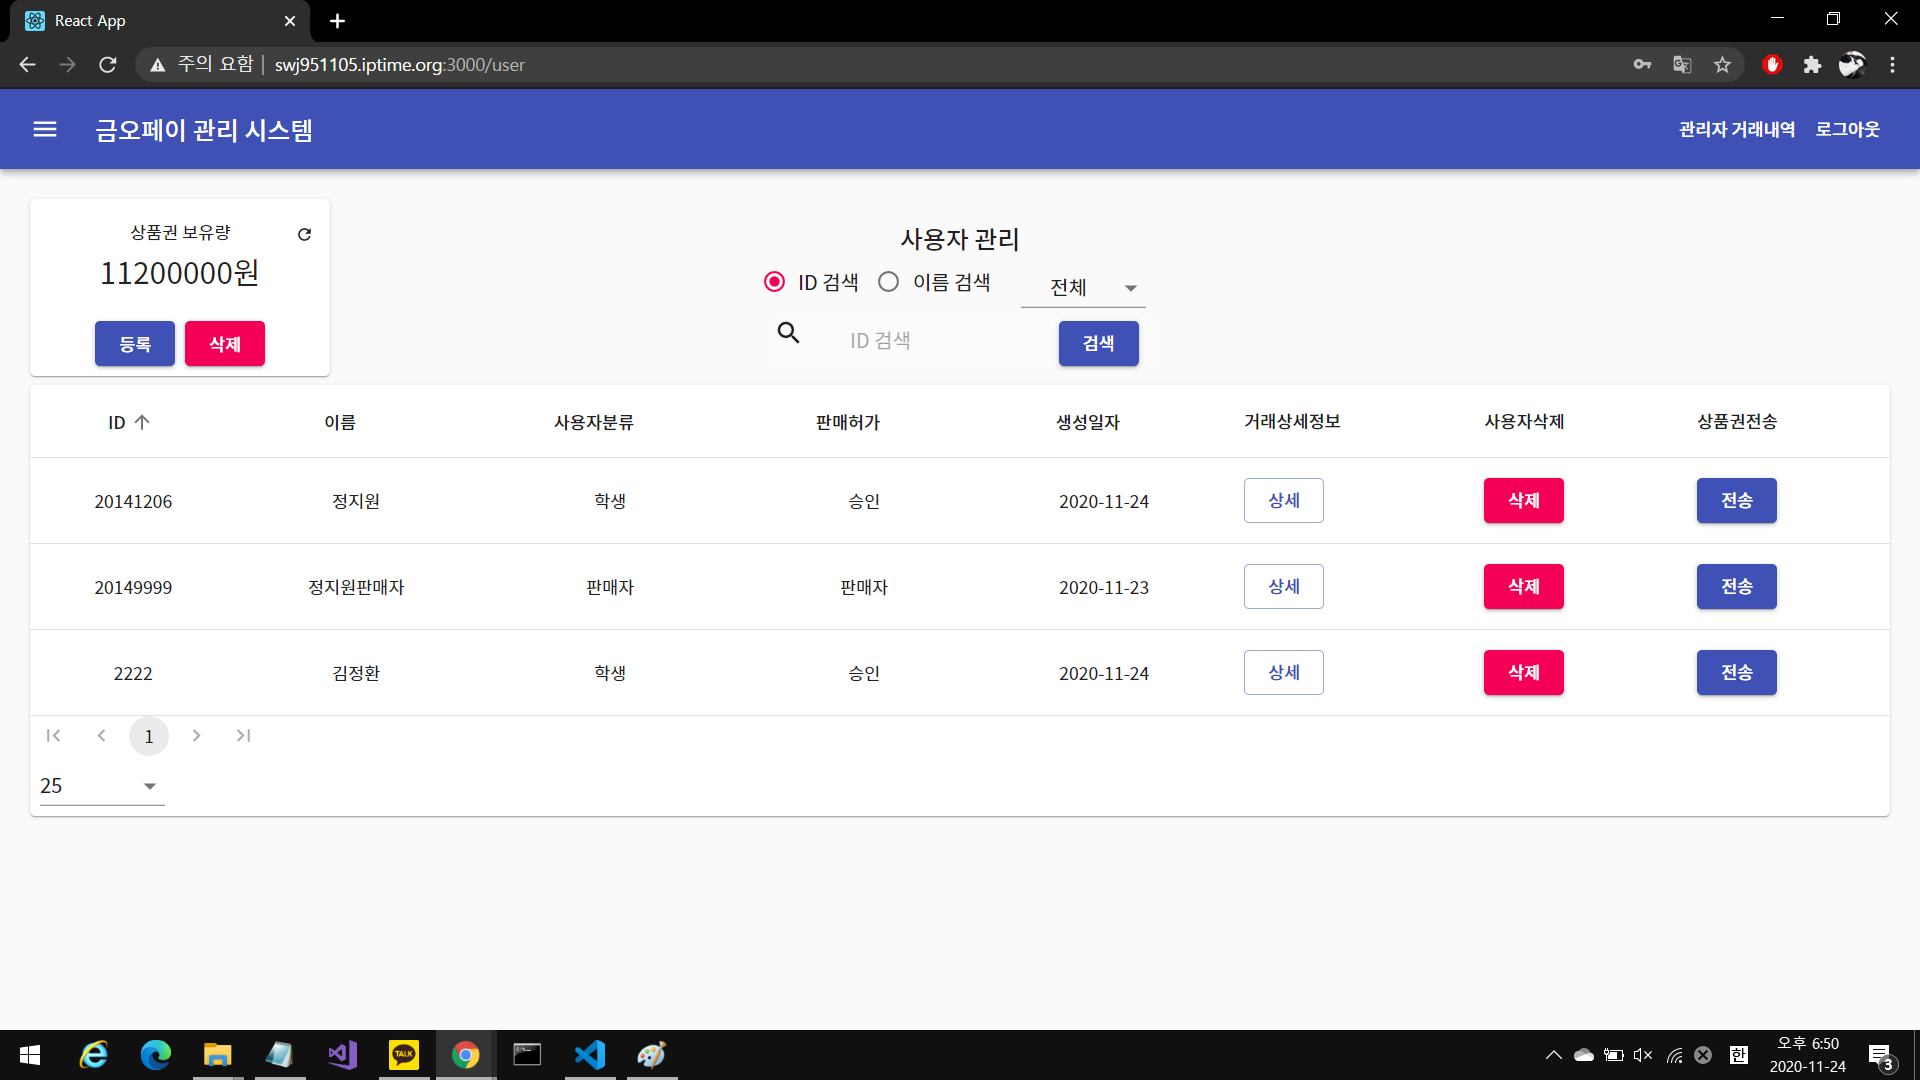 React App
주의 요함 | swj951105.iptime.org:3000/user
금오페이 관리 시스템
관리자 거래내역 로그아웃
상품권 보유량
11200000원
등록 삭제
사용자 관리
ID 검색 이름 검색 전체
ID 검색 검색
ID 이름 사용자분류 판매허가 생성일자 거래상세정보 사용자삭제 상품권전송
20141206 정지원 학생 승인 2020-11-24 상세 삭제 전송
20149999 정지원판매자 판매자 판매자 2020-11-23 상세 삭제 전송
2222 김정환 학생 승인 2020-11-24 상세 삭제 전송
1
25
TALK
한
오후 6:50
2020-11-24
3